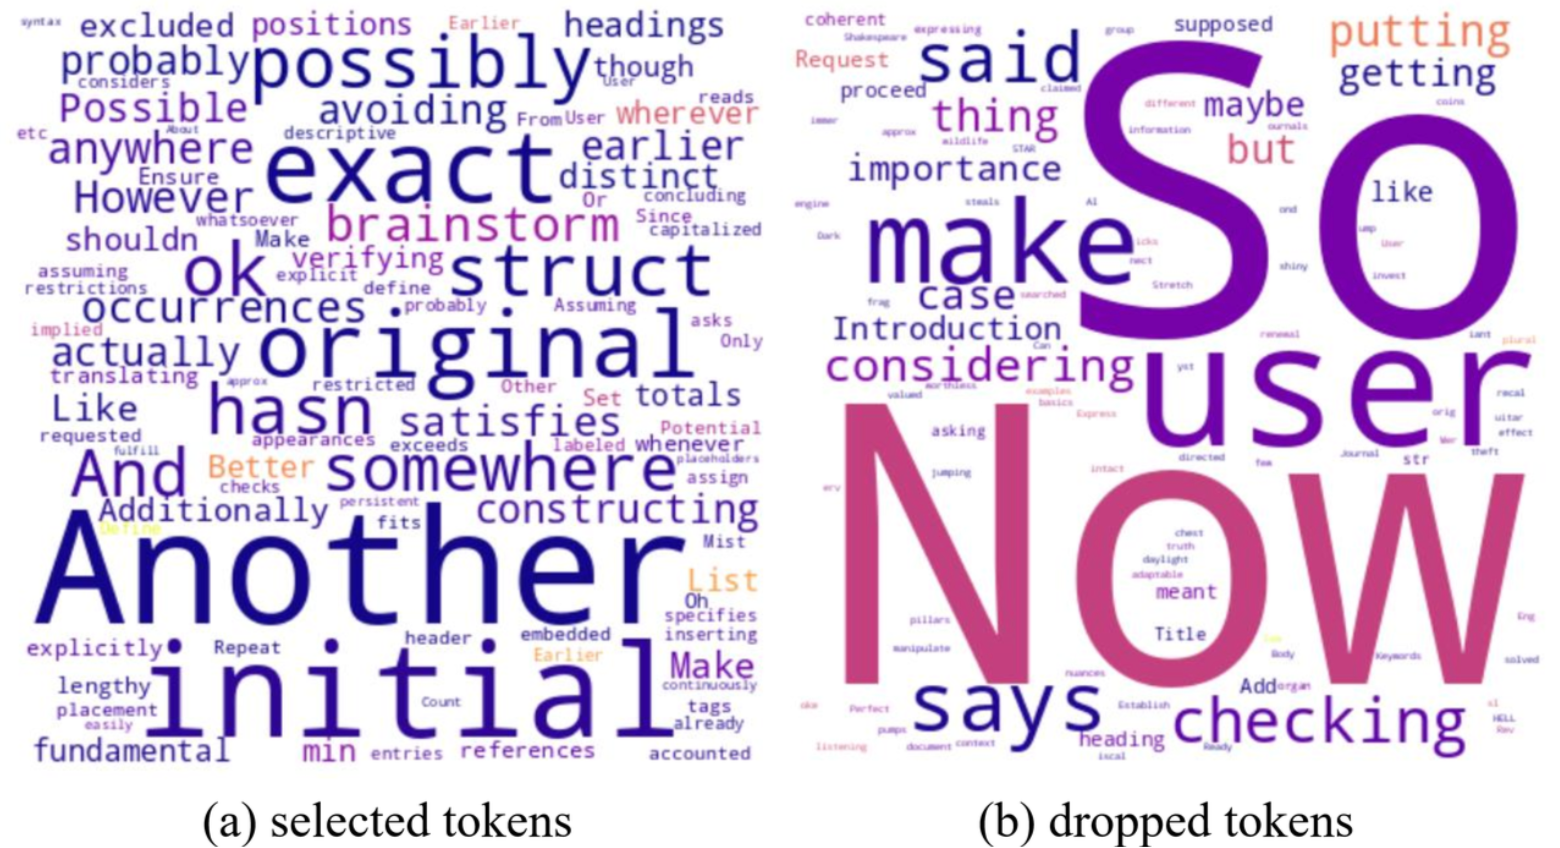 syntax excluded positions Earlier headings
probably possibly though
considers User
Possible avoiding From User reads wherever
etc About descriptive
anywhere exact earlier
Ensure distinct
However Or concluding
whatsoever brainstorm Since
shouldn Make capitalized
ok verifying struct
assuming explicit
restrictions define
occurrences probably Assuming
implied original asks
actually Only
translating approx restricted Other
Like hasn Set totals
satisfies Potential
requested appearances exceeds labeled whenever
fulfill placeholders
And Better somewhere assign
checks
Additionally persistent constructing
Define fits
Another Mist
List
Oh
specifies
explicitly Repeat header embedded inserting
initial Earlier Make
lengthy continuously
placement Count tags
easily already
fundamental min entries references accounted
(a) selected tokens
coherent expressing group supposed putting
Shakespeare
Request said So getting
proceed claimed
thing different maybe coins
immer approx information ournals
wildlife but
STAR
importance
like
engine steals AI ond
Dark make ump
icks User
nect shiny invest
Stretch
case searched
frag
Introduction renewal iant plural
Can
considering user
yst
worthless examples recal
valued basics
Express orig uitar
Now asking effect
Wer
directed Journal str theft
few
jumping intact
erv
chest
truth
daylight
adaptable
meant
pillars Eng
Title
manipulate Body Keywords solved
nuances
says Add organ
oke Perfect Establish checking al
HELL
pumps heading Rev
listening document context Ready
iscal
(b) dropped tokens